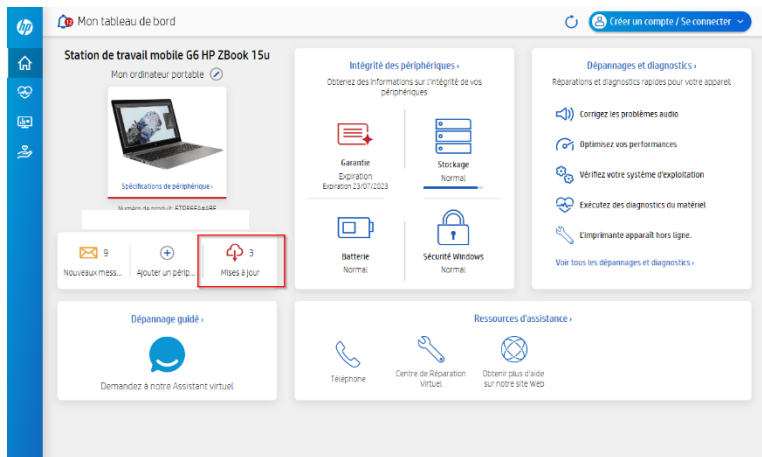 hp
Mon tableau de bord
Créer un compte / Se connecter
Station de travail mobile G6 HP ZBook 15u
Mon ordinateur portable
Spécifications de périphérique ›
Numéro de produit:
9
Nouveaux mess...
Ajouter un périp...
3
Mises à jour
Intégrité des périphériques ›
Obtenez des informations sur l'intégrité de vos
périphériques
Garantie
Expiration
Expiration 23/07/2023
Stockage
Normal
Batterie
Normal
Sécurité Windows
Normal
Dépannages et diagnostics ›
Réparations et diagnostics rapides pour votre appareil.
Corrigez les problèmes audio
Optimisez vos performances
Vérifiez votre système d'exploitation
Exécutez des diagnostics du matériel
L'imprimante apparaît hors ligne.
Voir tous les dépannages et diagnostics ›
Dépannage guidé ›
Demandez à notre Assistant virtuel
Ressources d'assistance ›
Téléphone
Centre de Réparation
Virtuel
Obtenir plus d'aide
sur notre site Web